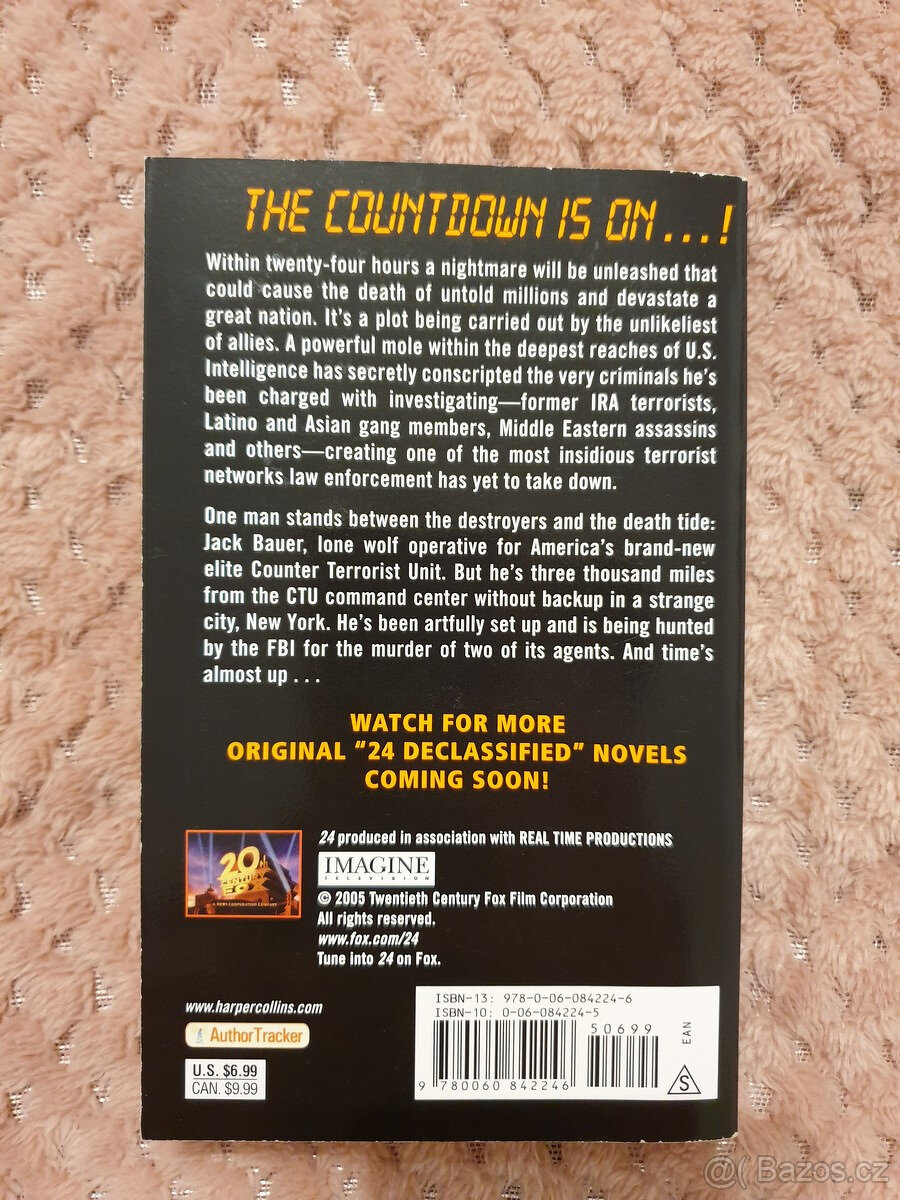 THE COUNTDOWN IS ON...!
Within twenty-four hours a nightmare will be unleashed that
could cause the death of untold millions and devastate a
great nation. It's a plot being carried out by the unlikeliest
of allies. A powerful mole within the deepest reaches of U.S.
Intelligence has secretly conscripted the very criminals he's
been charged with investigating—former IRA terrorists,
Latino and Asian gang members, Middle Eastern assassins
and others—creating one of the most insidious terrorist
networks law enforcement has yet to take down.
One man stands between the destroyers and the death tide:
Jack Bauer, lone wolf operative for America's brand-new
elite Counter Terrorist Unit. But he's three thousand miles
from the CTU command center without backup in a strange
city, New York. He's been artfully set up and is being hunted
by the FBI for the murder of two of its agents. And time's
almost up . . .
WATCH FOR MORE
ORIGINAL "24 DECLASSIFIED" NOVELS
COMING SOON!
24 produced in association with REAL TIME PRODUCTIONS
20th
CENTURY
FOX
A NEWS CORPORATION COMPANY
IMAGINE
TELEVISION
© 2005 Twentieth Century Fox Film Corporation
All rights reserved.
www.fox.com/24
Tune into 24 on Fox.
www.harpercollins.com
AuthorTracker
U.S. $6.99
CAN. $9.99
ISBN-13: 978-0-06-084224-6
ISBN-10: 0-06-084224-5
50699
EAN
9 780060 842246
S
@( Bazos.cz